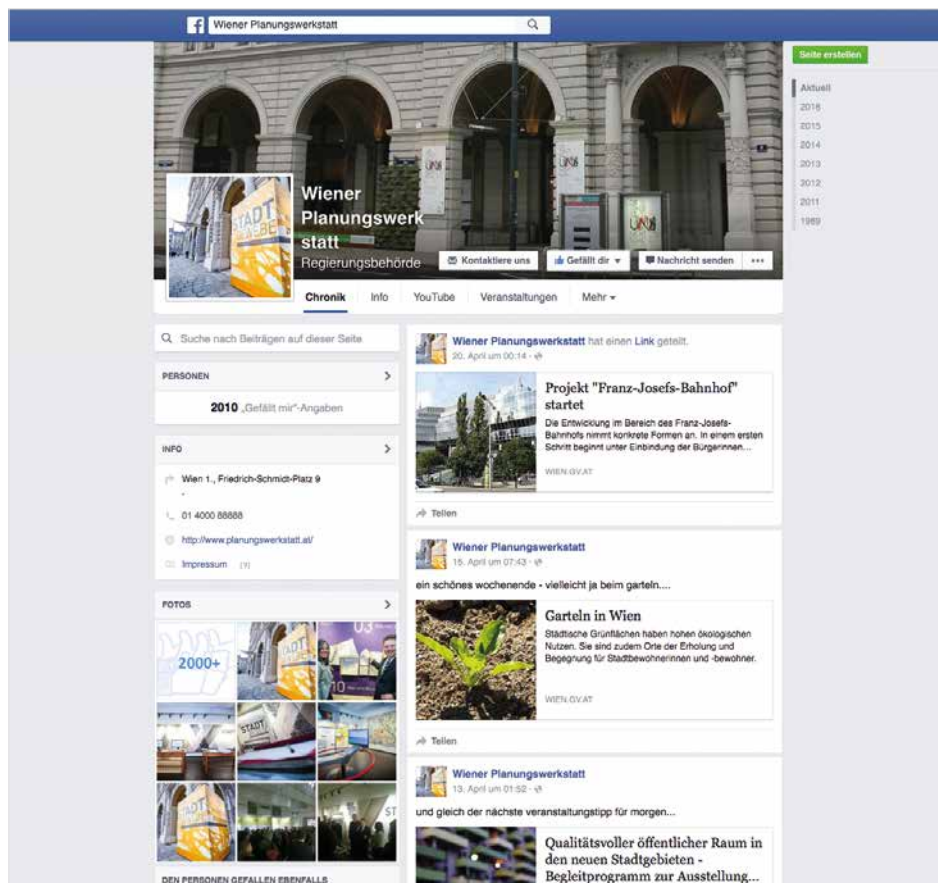 Wiener Planungswerkstatt
Seite erstellen
Aktuell
2016
2015
2014
2013
2012
2011
1989
STADT
Wiener
Planungswerk
statt
Regierungsbehörde
Kontaktiere uns
Gefällt dir
Nachricht senden
Chronik
Info
YouTube
Veranstaltungen
Mehr
Suche nach Beiträgen auf dieser Seite
PERSONEN
2010 „Gefällt mir"-Angaben
INFO
Wien 1., Friedrich-Schmidt-Platz 9
-
01 4000 88888
http://www.planungswerkstatt.at/
Impressum [?]
FOTOS
2000+
03
10
STADT
STADT
ST
DEN PERSONEN GEFALLEN EBENFALLS
Wiener Planungswerkstatt hat einen Link geteilt.
20. April um 00:14 ·
Projekt "Franz-Josefs-Bahnhof"
startet
Die Entwicklung im Bereich des Franz-Josefs-
Bahnhofs nimmt konkrete Formen an. In einem ersten
Schritt beginnt unter Einbindung der Bürgerinnen...
WIEN.GV.AT
Teilen
Wiener Planungswerkstatt
15. April um 07:43 ·
ein schönes wochenende - vielleicht ja beim garteln....
Garteln in Wien
Städtische Grünflächen haben hohen ökologischen
Nutzen. Sie sind zudem Orte der Erholung und
Begegnung für Stadtbewohnerinnen und -bewohner.
WIEN.GV.AT
Teilen
Wiener Planungswerkstatt
13. April um 01:52 ·
und gleich der nächste veranstaltungstipp für morgen...
Qualitätsvoller öffentlicher Raum in
den neuen Stadtgebieten -
Begleitprogramm zur Ausstellung...